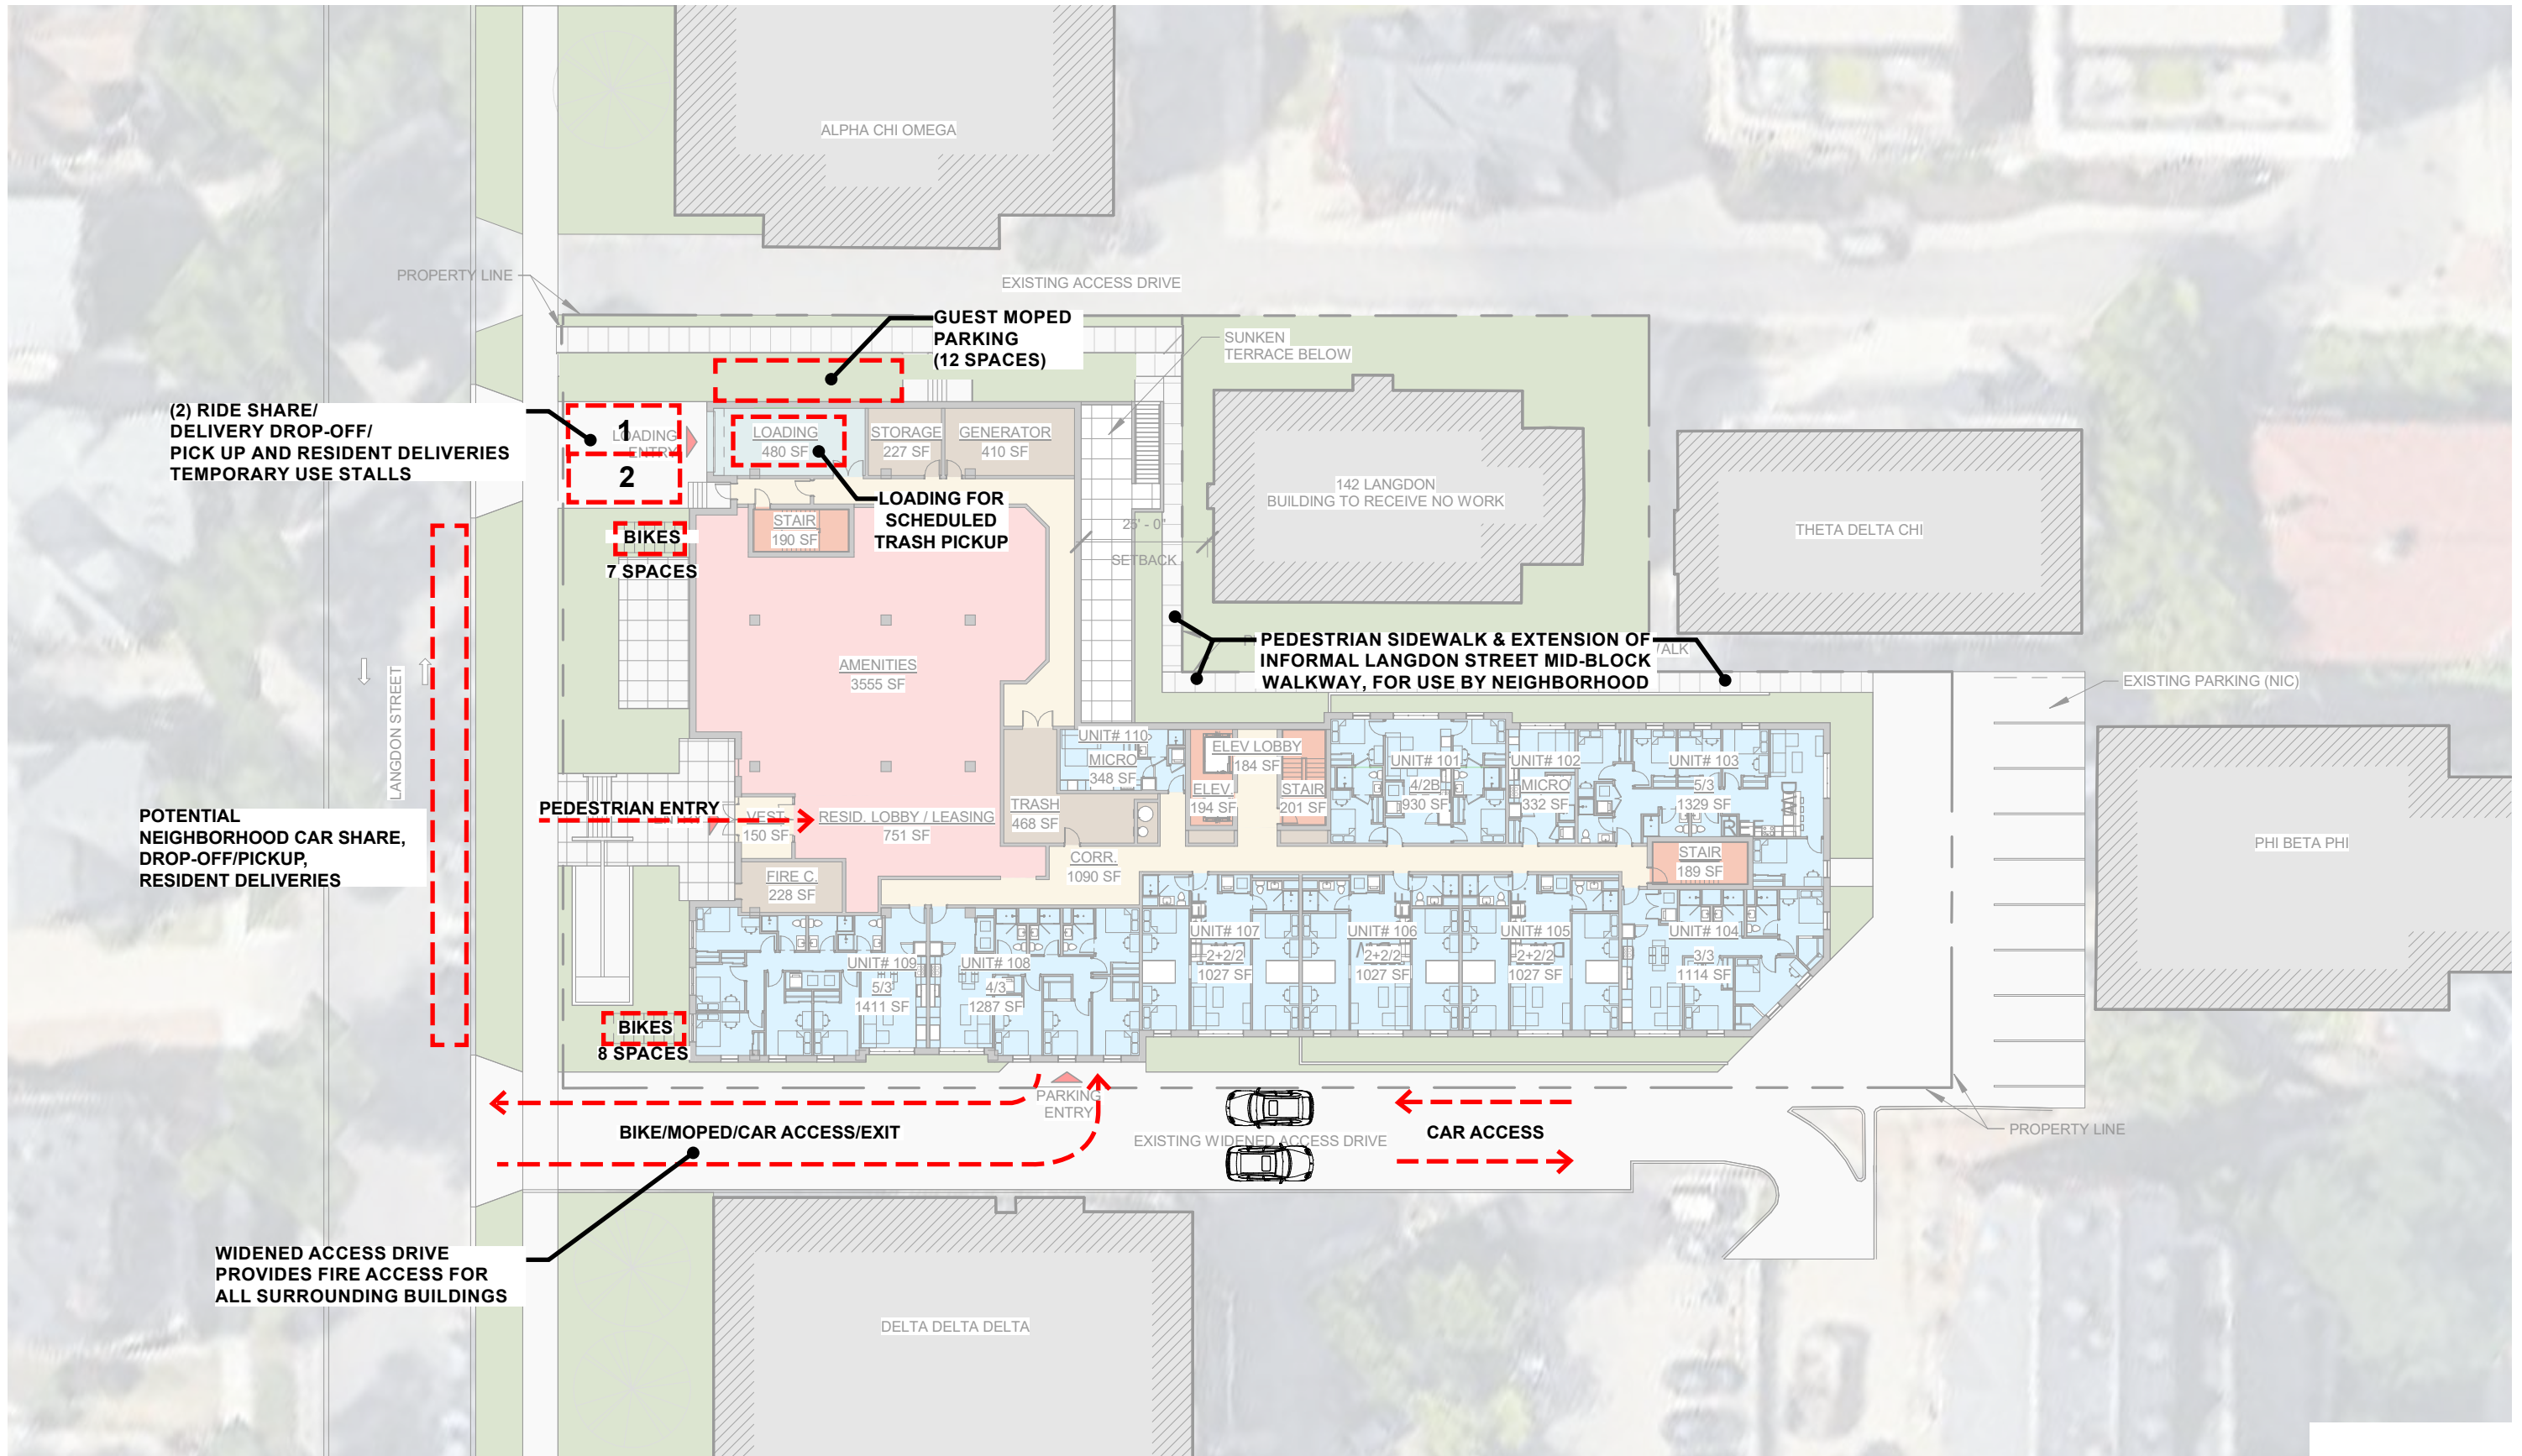 ALPHA CHI OMEGA
PROPERTY LINE
EXISTING ACCESS DRIVE
GUEST MOPED
PARKING
(12 SPACES)
SUNKEN
TERRACE BELOW
(2) RIDE SHARE/
DELIVERY DROP-OFF/
PICK UP AND RESIDENT DELIVERIES
TEMPORARY USE STALLS
1
LOADING
ENTRY
2
LOADING
480 SF
STORAGE
227 SF
GENERATOR
410 SF
LOADING FOR
SCHEDULED
TRASH PICKUP
142 LANGDON
BUILDING TO RECEIVE NO WORK
THETA DELTA CHI
STAIR
190 SF
25' - 0"
SETBACK
BIKES
7 SPACES
AMENITIES
3555 SF
PEDESTRIAN SIDEWALK & EXTENSION OF
INFORMAL LANGDON STREET MID-BLOCK
WALKWAY, FOR USE BY NEIGHBORHOOD
EXISTING PARKING (NIC)
LANGDON STREET
UNIT# 110
MICRO
348 SF
ELEV LOBBY
184 SF
ELEV.
194 SF
STAIR
201 SF
UNIT# 101
4/2B
930 SF
UNIT# 102
MICRO
332 SF
UNIT# 103
5/3
1329 SF
DW
R
PEDESTRIAN ENTRY
VEST.
150 SF
RESID. LOBBY / LEASING
751 SF
TRASH
468 SF
POTENTIAL
NEIGHBORHOOD CAR SHARE,
DROP-OFF/PICKUP,
RESIDENT DELIVERIES
PHI BETA PHI
FIRE C.
228 SF
CORR.
1090 SF
STAIR
189 SF
UNIT# 109
5/3
1411 SF
UNIT# 108
4/3
1287 SF
UNIT# 107
2+2/2
1027 SF
UNIT# 106
2+2/2
1027 SF
UNIT# 105
2+2/2
1027 SF
UNIT# 104
3/3
1114 SF
BIKES
8 SPACES
PARKING
ENTRY
BIKE/MOPED/CAR ACCESS/EXIT
EXISTING WIDENED ACCESS DRIVE
CAR ACCESS
PROPERTY LINE
WIDENED ACCESS DRIVE
PROVIDES FIRE ACCESS FOR
ALL SURROUNDING BUILDINGS
DELTA DELTA DELTA